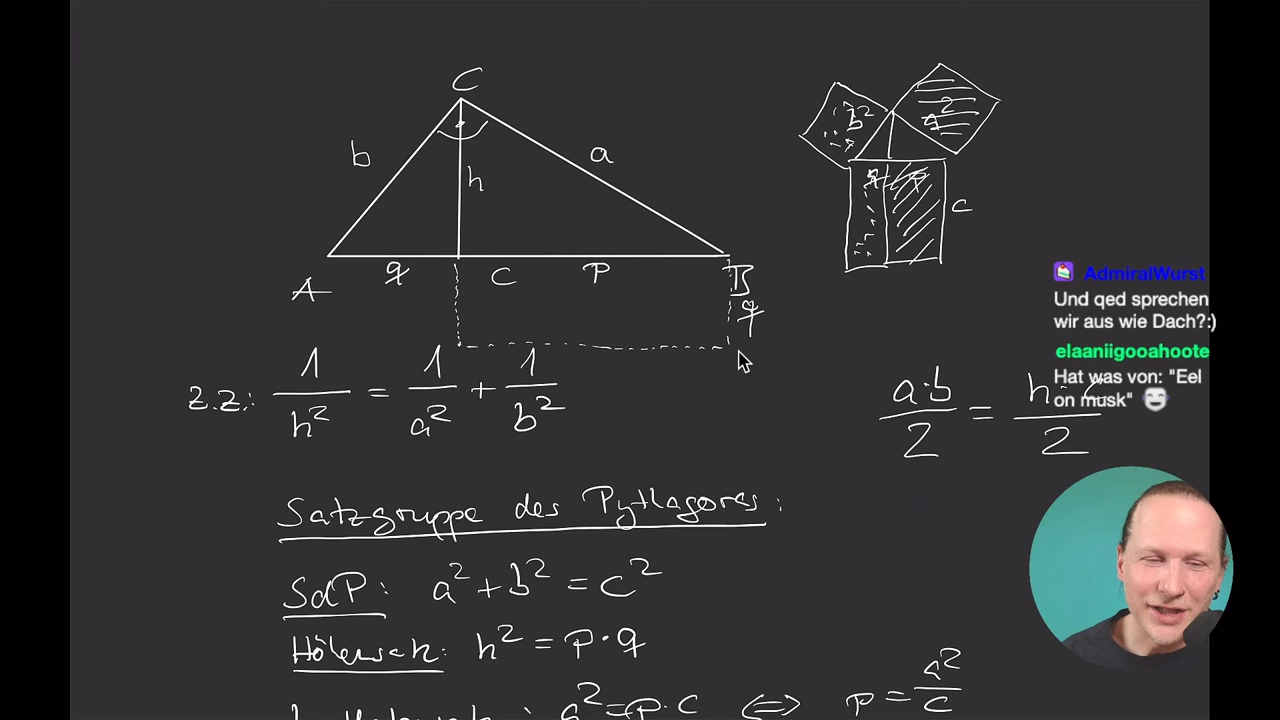 C
b² a²
b a
h
q p
c
A q C p B
q
AdmiralWurst
Und qed sprechen
wir aus wie Dach?:)
elaaniigooahoote
Hat was von: "Eel
on musk"
z.z.: 1/h² = 1/a² + 1/b²
a·b/2 = h·c/2
Satzgruppe des Pythagoras:
SdP: a² + b² = c²
Höhensatz: h² = p·q
a² = p·c ⇔ p = a²/c